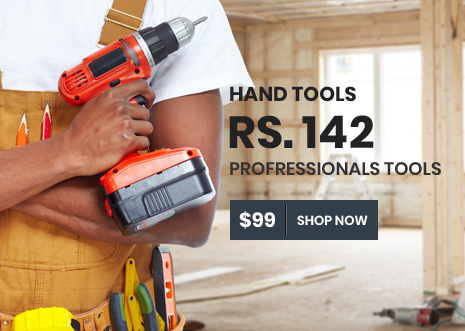 HAND TOOLS
RS. 142
PROFRESSIONALS TOOLS
$99 SHOP NOW